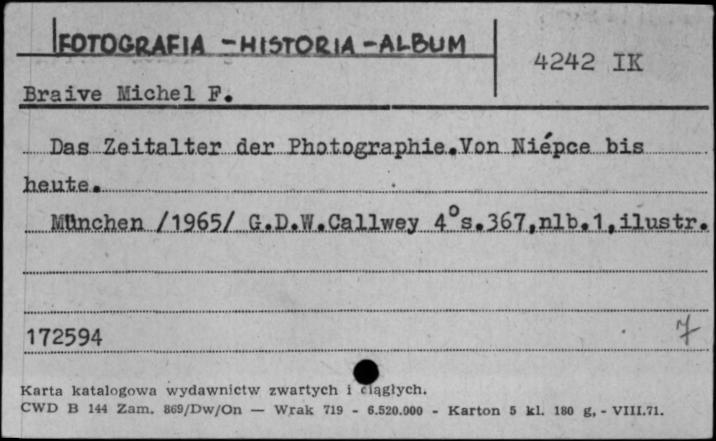 FOTOGRAFIA - HISTORIA - ALBUM
4242 IK
Braive Michel F.
Das Zeitalter der Photographie.Von Niépce bis
heute.
München /1965/ G.D.W.Callwey 4°s.367,nlb.1,ilustr.
172594
7
Karta katalogowa wydawnictw zwartych i ciągłych.
CWD B 144 Zam. 869/Dw/On — Wrak 719 - 6.520.000 - Karton 5 kl. 180 g, - VIII.71.